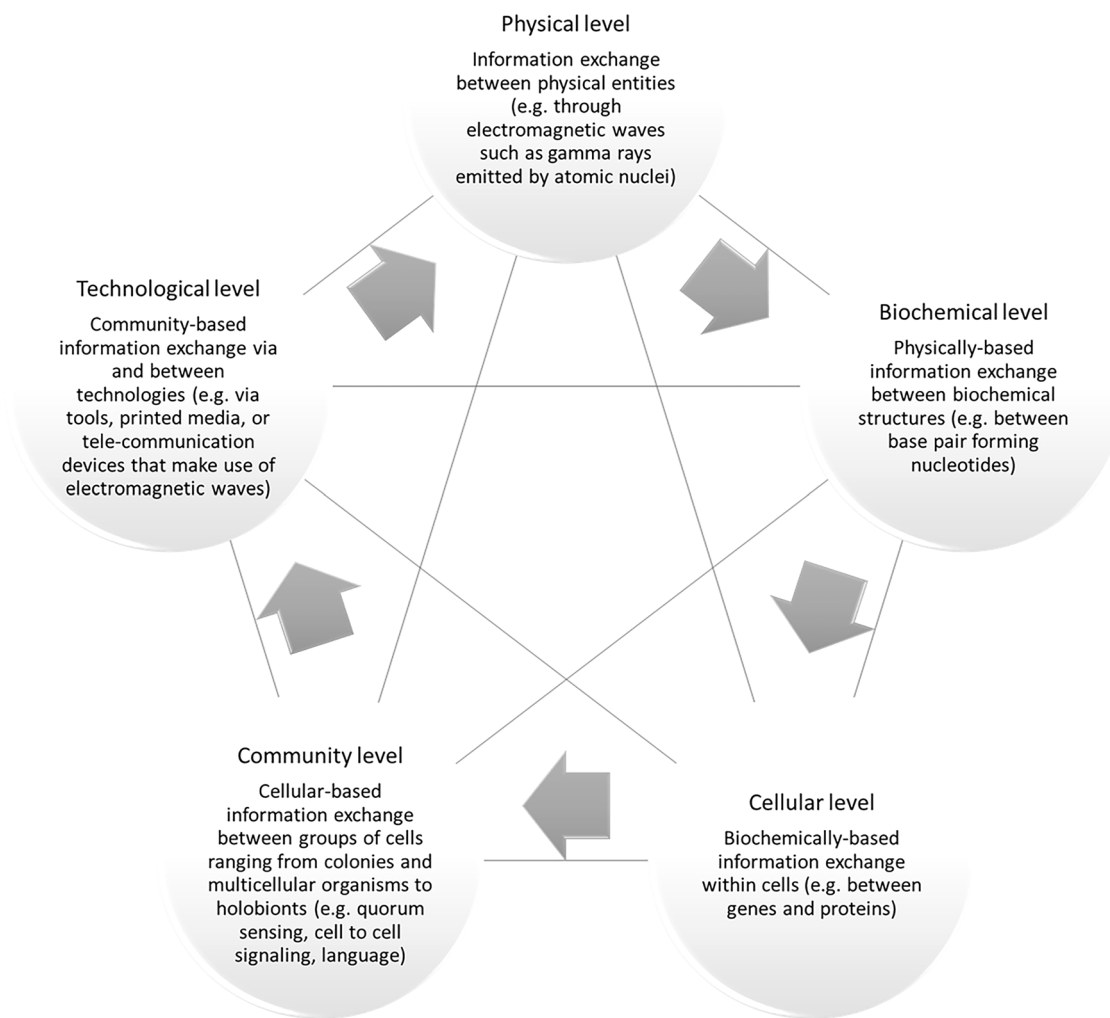 Physical level
Information exchange
between physical entities
(e.g. through
electromagnetic waves
such as gamma rays
emitted by atomic nuclei)
Technological level
Community-based
information exchange via
and between
technologies (e.g. via
tools, printed media, or
tele-communication
devices that make use of
electromagnetic waves)
Biochemical level
Physically-based
information exchange
between biochemical
structures (e.g. between
base pair forming
nucleotides)
Community level
Cellular-based
information exchange
between groups of cells
ranging from colonies and
multicellular organisms to
holobionts (e.g. quorum
sensing, cell to cell
signaling, language)
Cellular level
Biochemically-based
information exchange
within cells (e.g. between
genes and proteins)